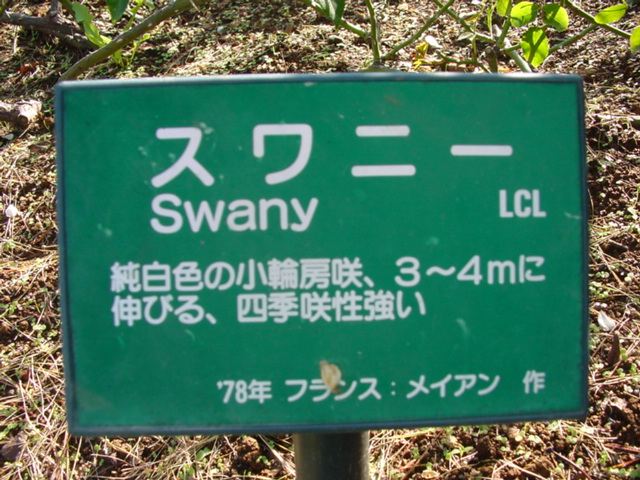 スワニー
Swany LCL
純白色の小輪房咲、3〜4mに
伸びる、四季咲性強い
'78年 フランス：メイアン 作